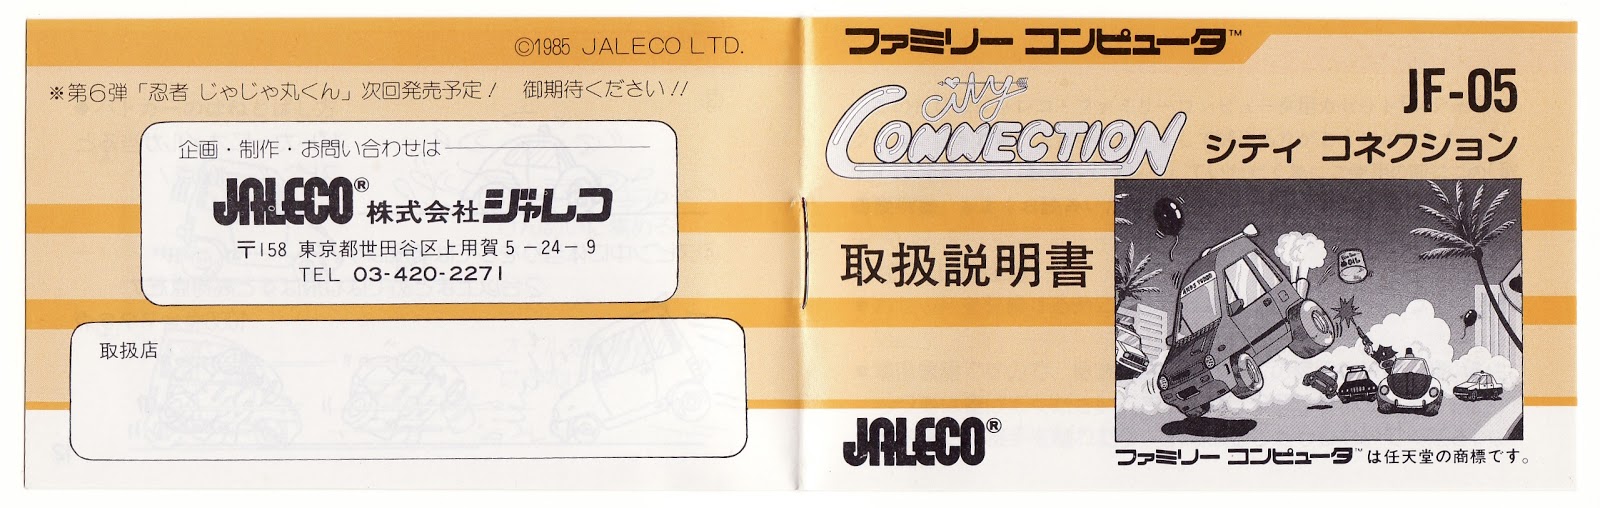 ©1985 JALECO LTD.
※第6弾「忍者 じゃじゃ丸くん」次回発売予定！ 御期待ください！！
企画・制作・お問い合わせは
JALECO® 株式会社ジャレコ
〒158 東京都世田谷区上用賀5-24-9
TEL 03-420-2271
取扱店
ファミリー コンピュータ™
JF-05
city
CONNECTION
シティ コネクション
取扱説明書
OIL
JALECO®
ファミリー コンピュータ™は任天堂の商標です。